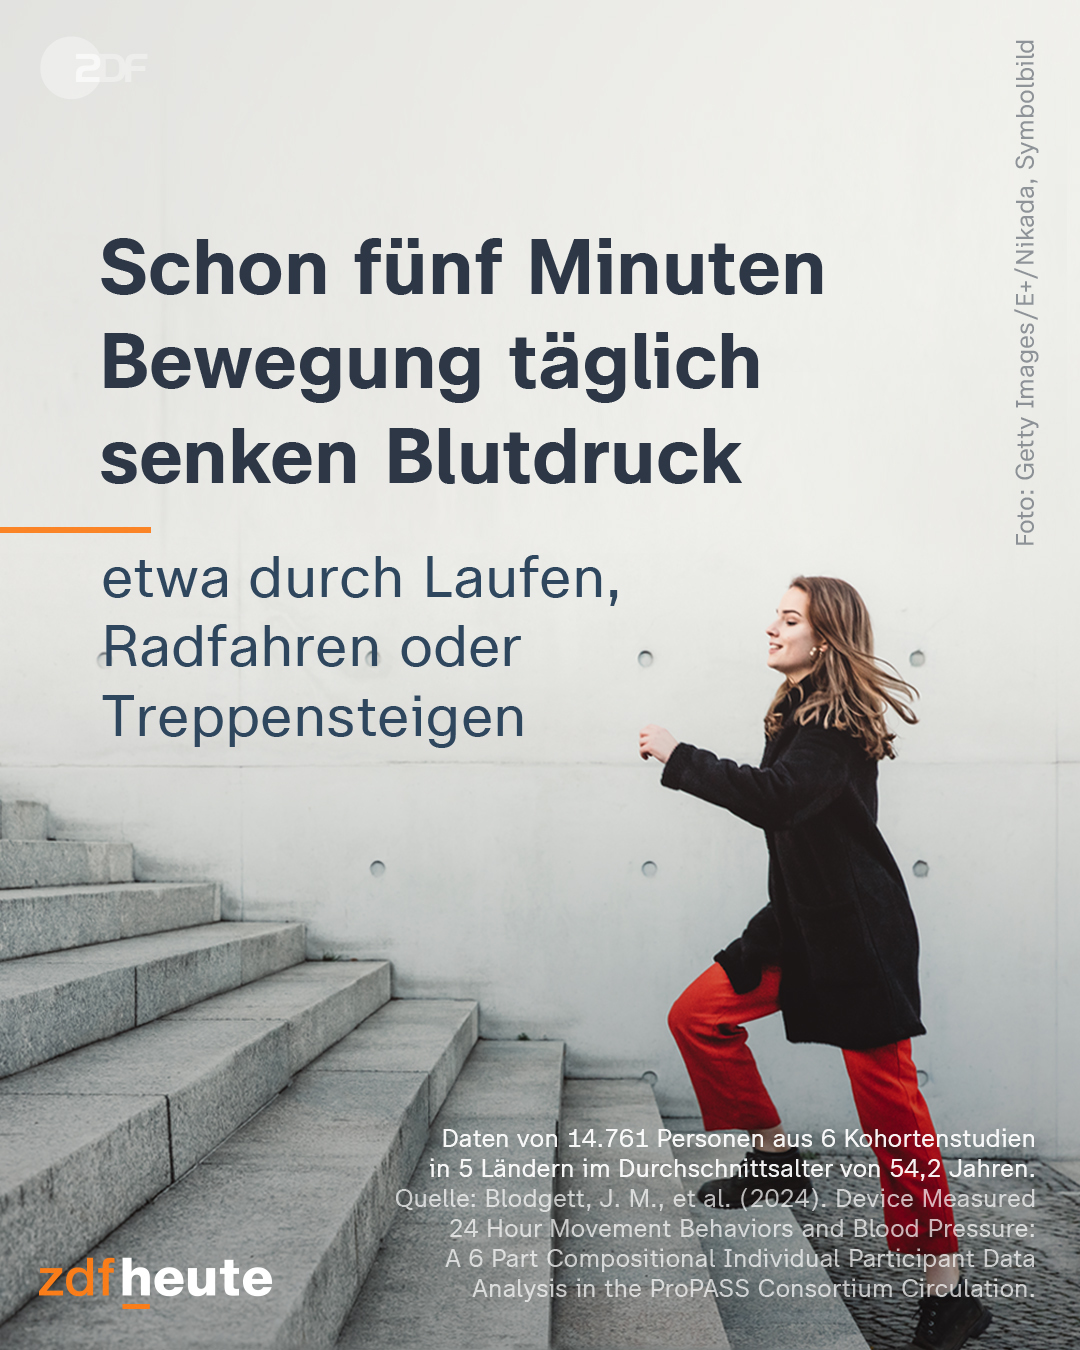 ZDF
Foto: Getty Images/E+/Nikada, Symbolbild
Schon fünf Minuten
Bewegung täglich
senken Blutdruck
etwa durch Laufen,
Radfahren oder
Treppensteigen
Daten von 14.761 Personen aus 6 Kohortenstudien
in 5 Ländern im Durchschnittsalter von 54,2 Jahren.
Quelle: Blodgett, J. M., et al. (2024). Device Measured
24 Hour Movement Behaviors and Blood Pressure:
A 6 Part Compositional Individual Participant Data
Analysis in the ProPASS Consortium Circulation.
zdfheute